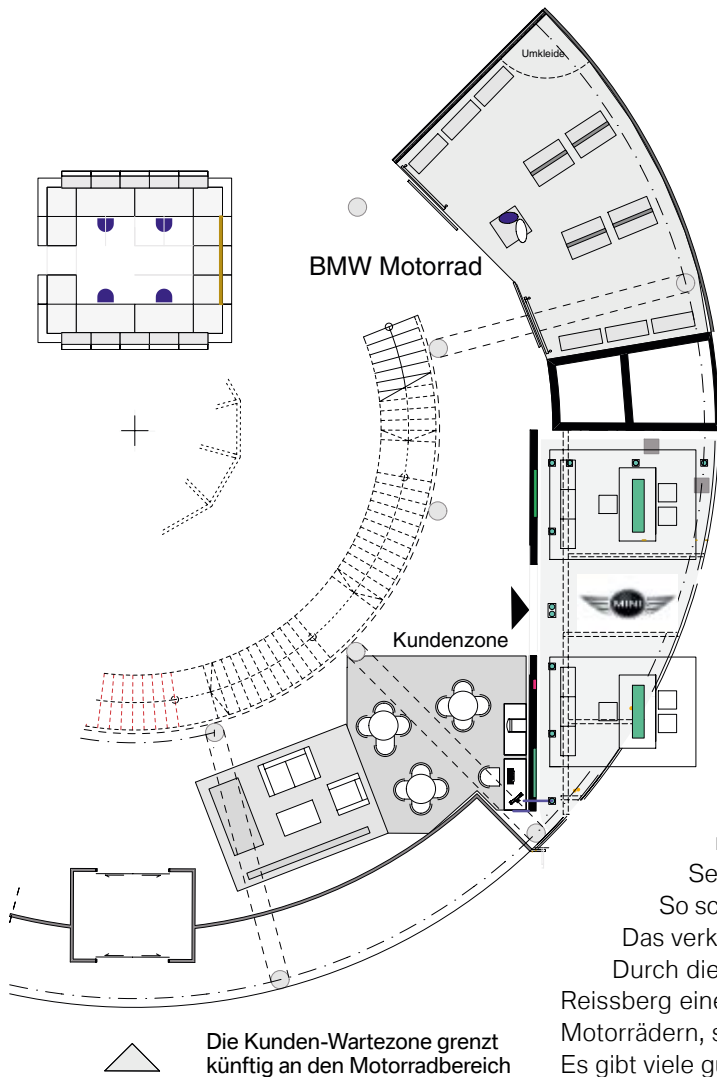 Umkleide
BMW Motorrad
MINI
Kundenzone
Se
So sc
Das verk
Durch die
Reissberg eine
Motorrädern, s
Es gibt viele
Die Kunden-Wartezone grenzt
künftig an den Motorradbereich